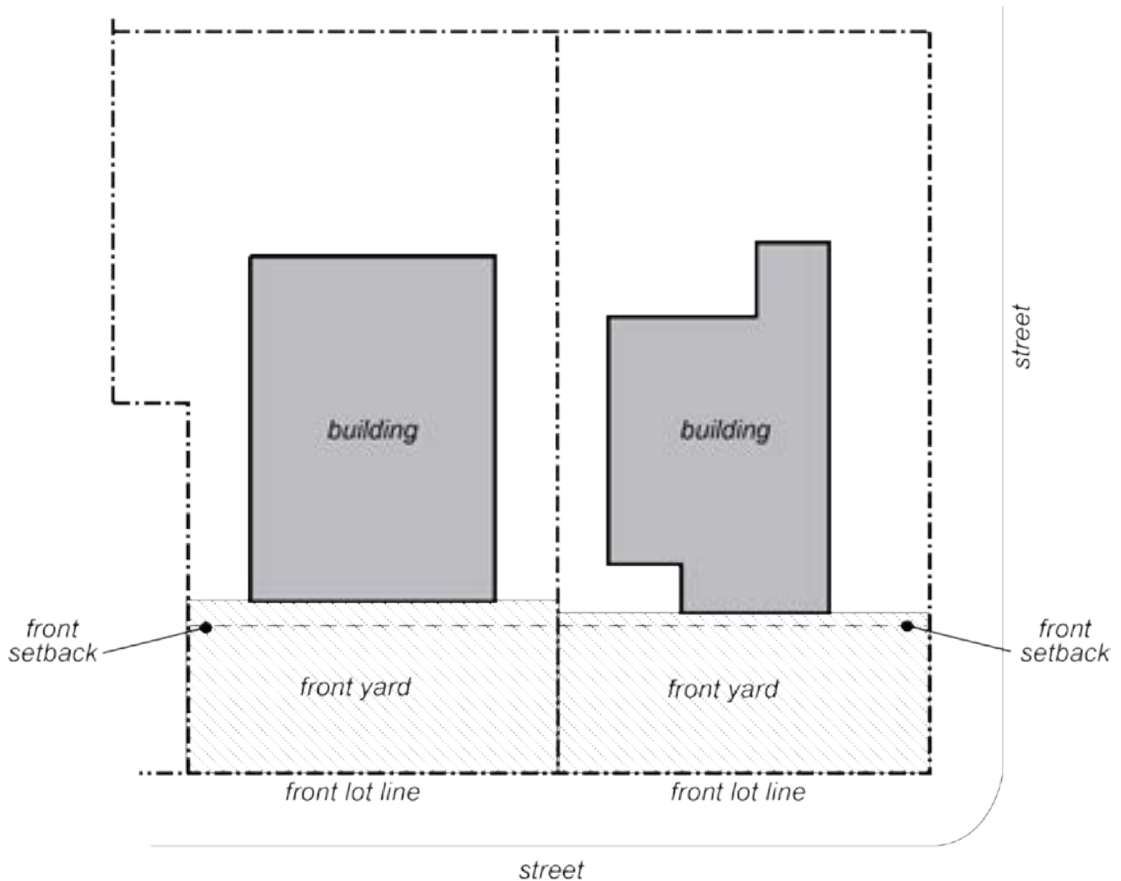 street
building
building
front
setback
front
setback
front yard
front yard
front lot line
front lot line
street